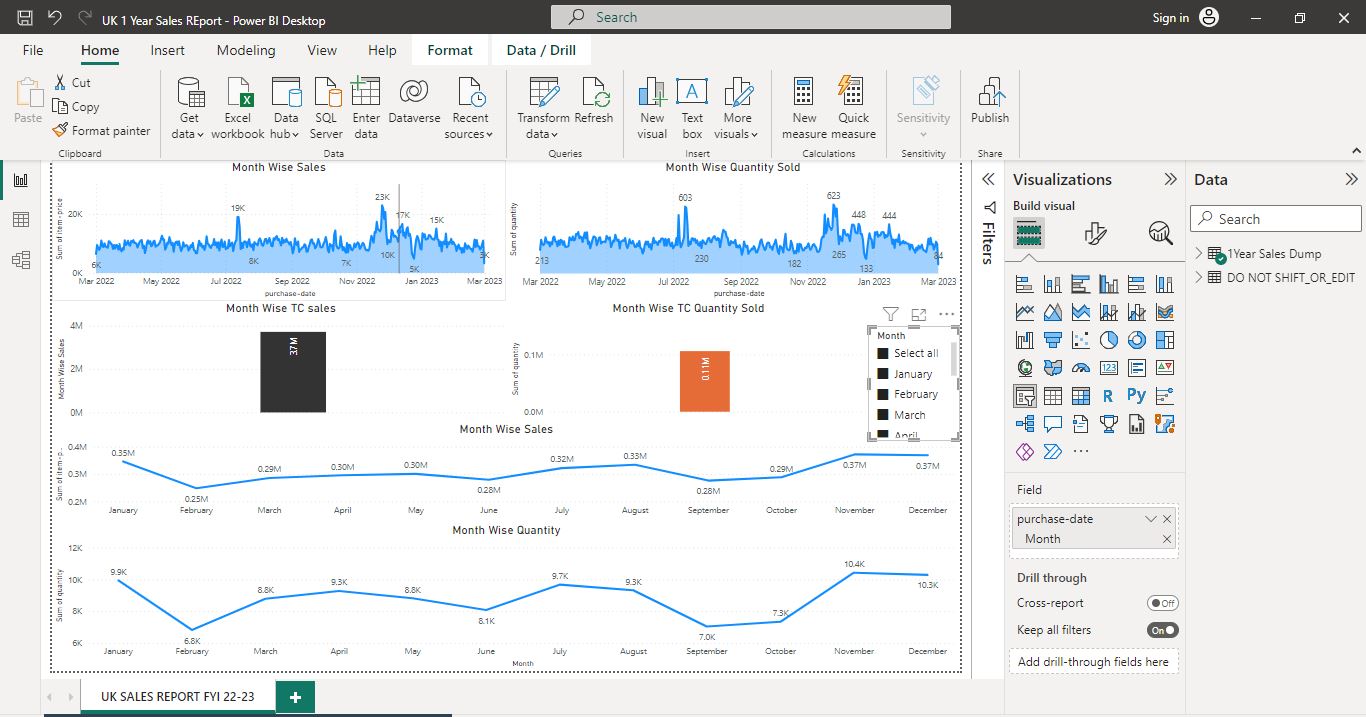 UK 1 Year Sales REport - Power BI Desktop
Search
Sign in
File Home Insert Modeling View Help Format Data / Drill
Paste
Cut
Copy
Format painter
Clipboard
Get data
Excel workbook
Data hub
SQL Server
Enter data
Dataverse
Recent sources
Data
Transform data
Refresh
Queries
New visual
Text box
More visuals
Insert
New measure
Quick measure
Calculations
Sensitivity
Sensitivity
Publish
Share
Month Wise Sales
Sum of item-price
20K
0K
6K
19K
8K
7K
23K
10K
17K
5K
15K
3K
Mar 2022 May 2022 Jul 2022 Sep 2022 Nov 2022 Jan 2023 Mar 2023
purchase-date
Month Wise Quantity Sold
Sum of quantity
213
603
230
182
623
265
448
133
444
84
Mar 2022 May 2022 Jul 2022 Sep 2022 Nov 2022 Jan 2023 Mar 2023
purchase-date
Month Wise TC sales
Month Wise Sales
4M
2M
0M
Month Wise TC Quantity Sold
Sum of quantity
0.1M
0.0M
0.11M
Month
Select all
January
February
March
April
Month Wise Sales
Sum of item-p..
0.4M
0.3M
0.2M
0.35M 0.25M 0.29M 0.30M 0.30M 0.28M 0.32M 0.33M 0.28M 0.29M 0.37M 0.37M
January February March April May June July August September October November December
Month Wise Quantity
Sum of quantity
12K
10K
8K
6K
9.9K 6.8K 8.8K 9.3K 8.8K 8.1K 9.7K 9.3K 7.0K 7.3K 10.4K 10.3K
January February March April May June July August September October November December
Month
Filters
Visualizations
Build visual
123
R
Py
Field
purchase-date
Month
Drill through
Cross-report
Off
Keep all filters
On
Add drill-through fields here
Data
Search
1Year Sales Dump
DO NOT SHIFT_OR_EDIT
UK SALES REPORT FYI 22-23